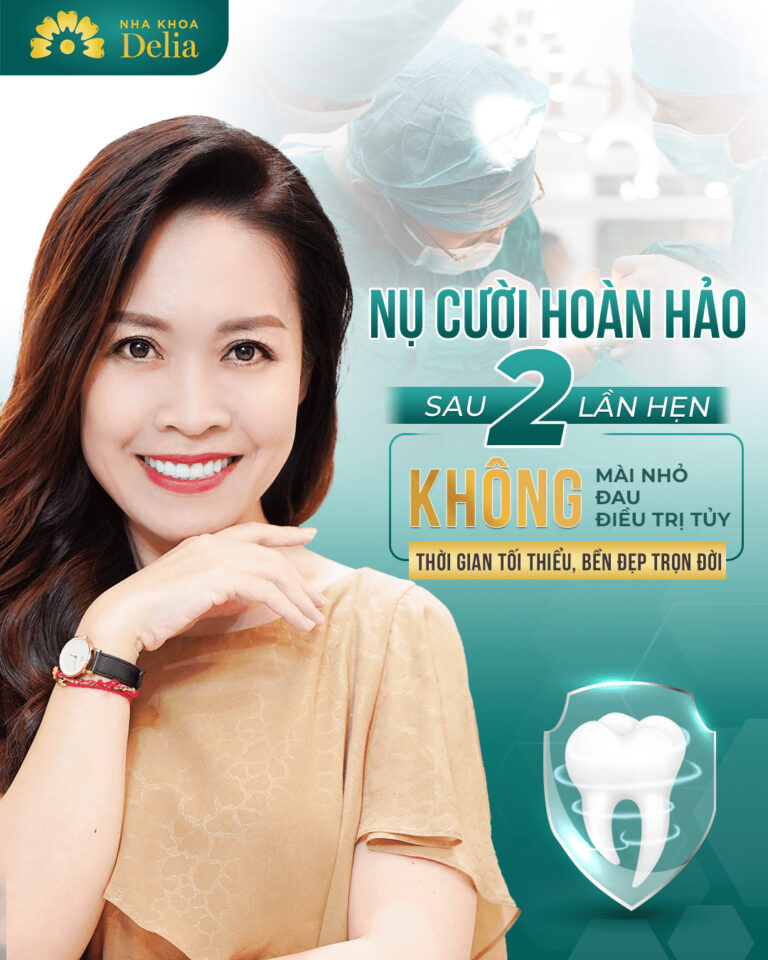 NHA KHOA
Delia
NỤ CƯỜI HOÀN HẢO
SAU 2 LẦN HẸN
KHÔNG
MÀI NHỎ
ĐAU
ĐIỀU TRỊ TỦY
THỜI GIAN TỐI THIỂU, BỀN ĐẸP TRỌN ĐỜI